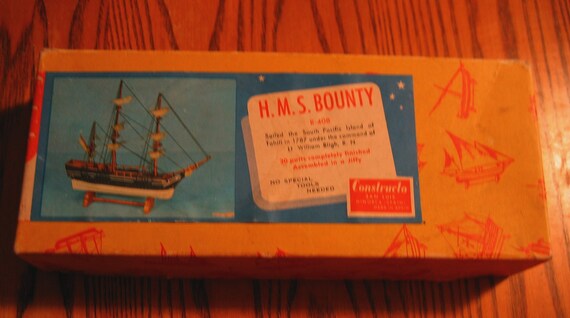 H.M.S. BOUNTY
Sailed the South Pacific Island of
Tahiti in 1787 under the command of
Lt. William Bligh, R. N.
30 parts completely finished
Assembled in a jiffy
NO SPECIAL
TOOLS
NEEDED
Constructo